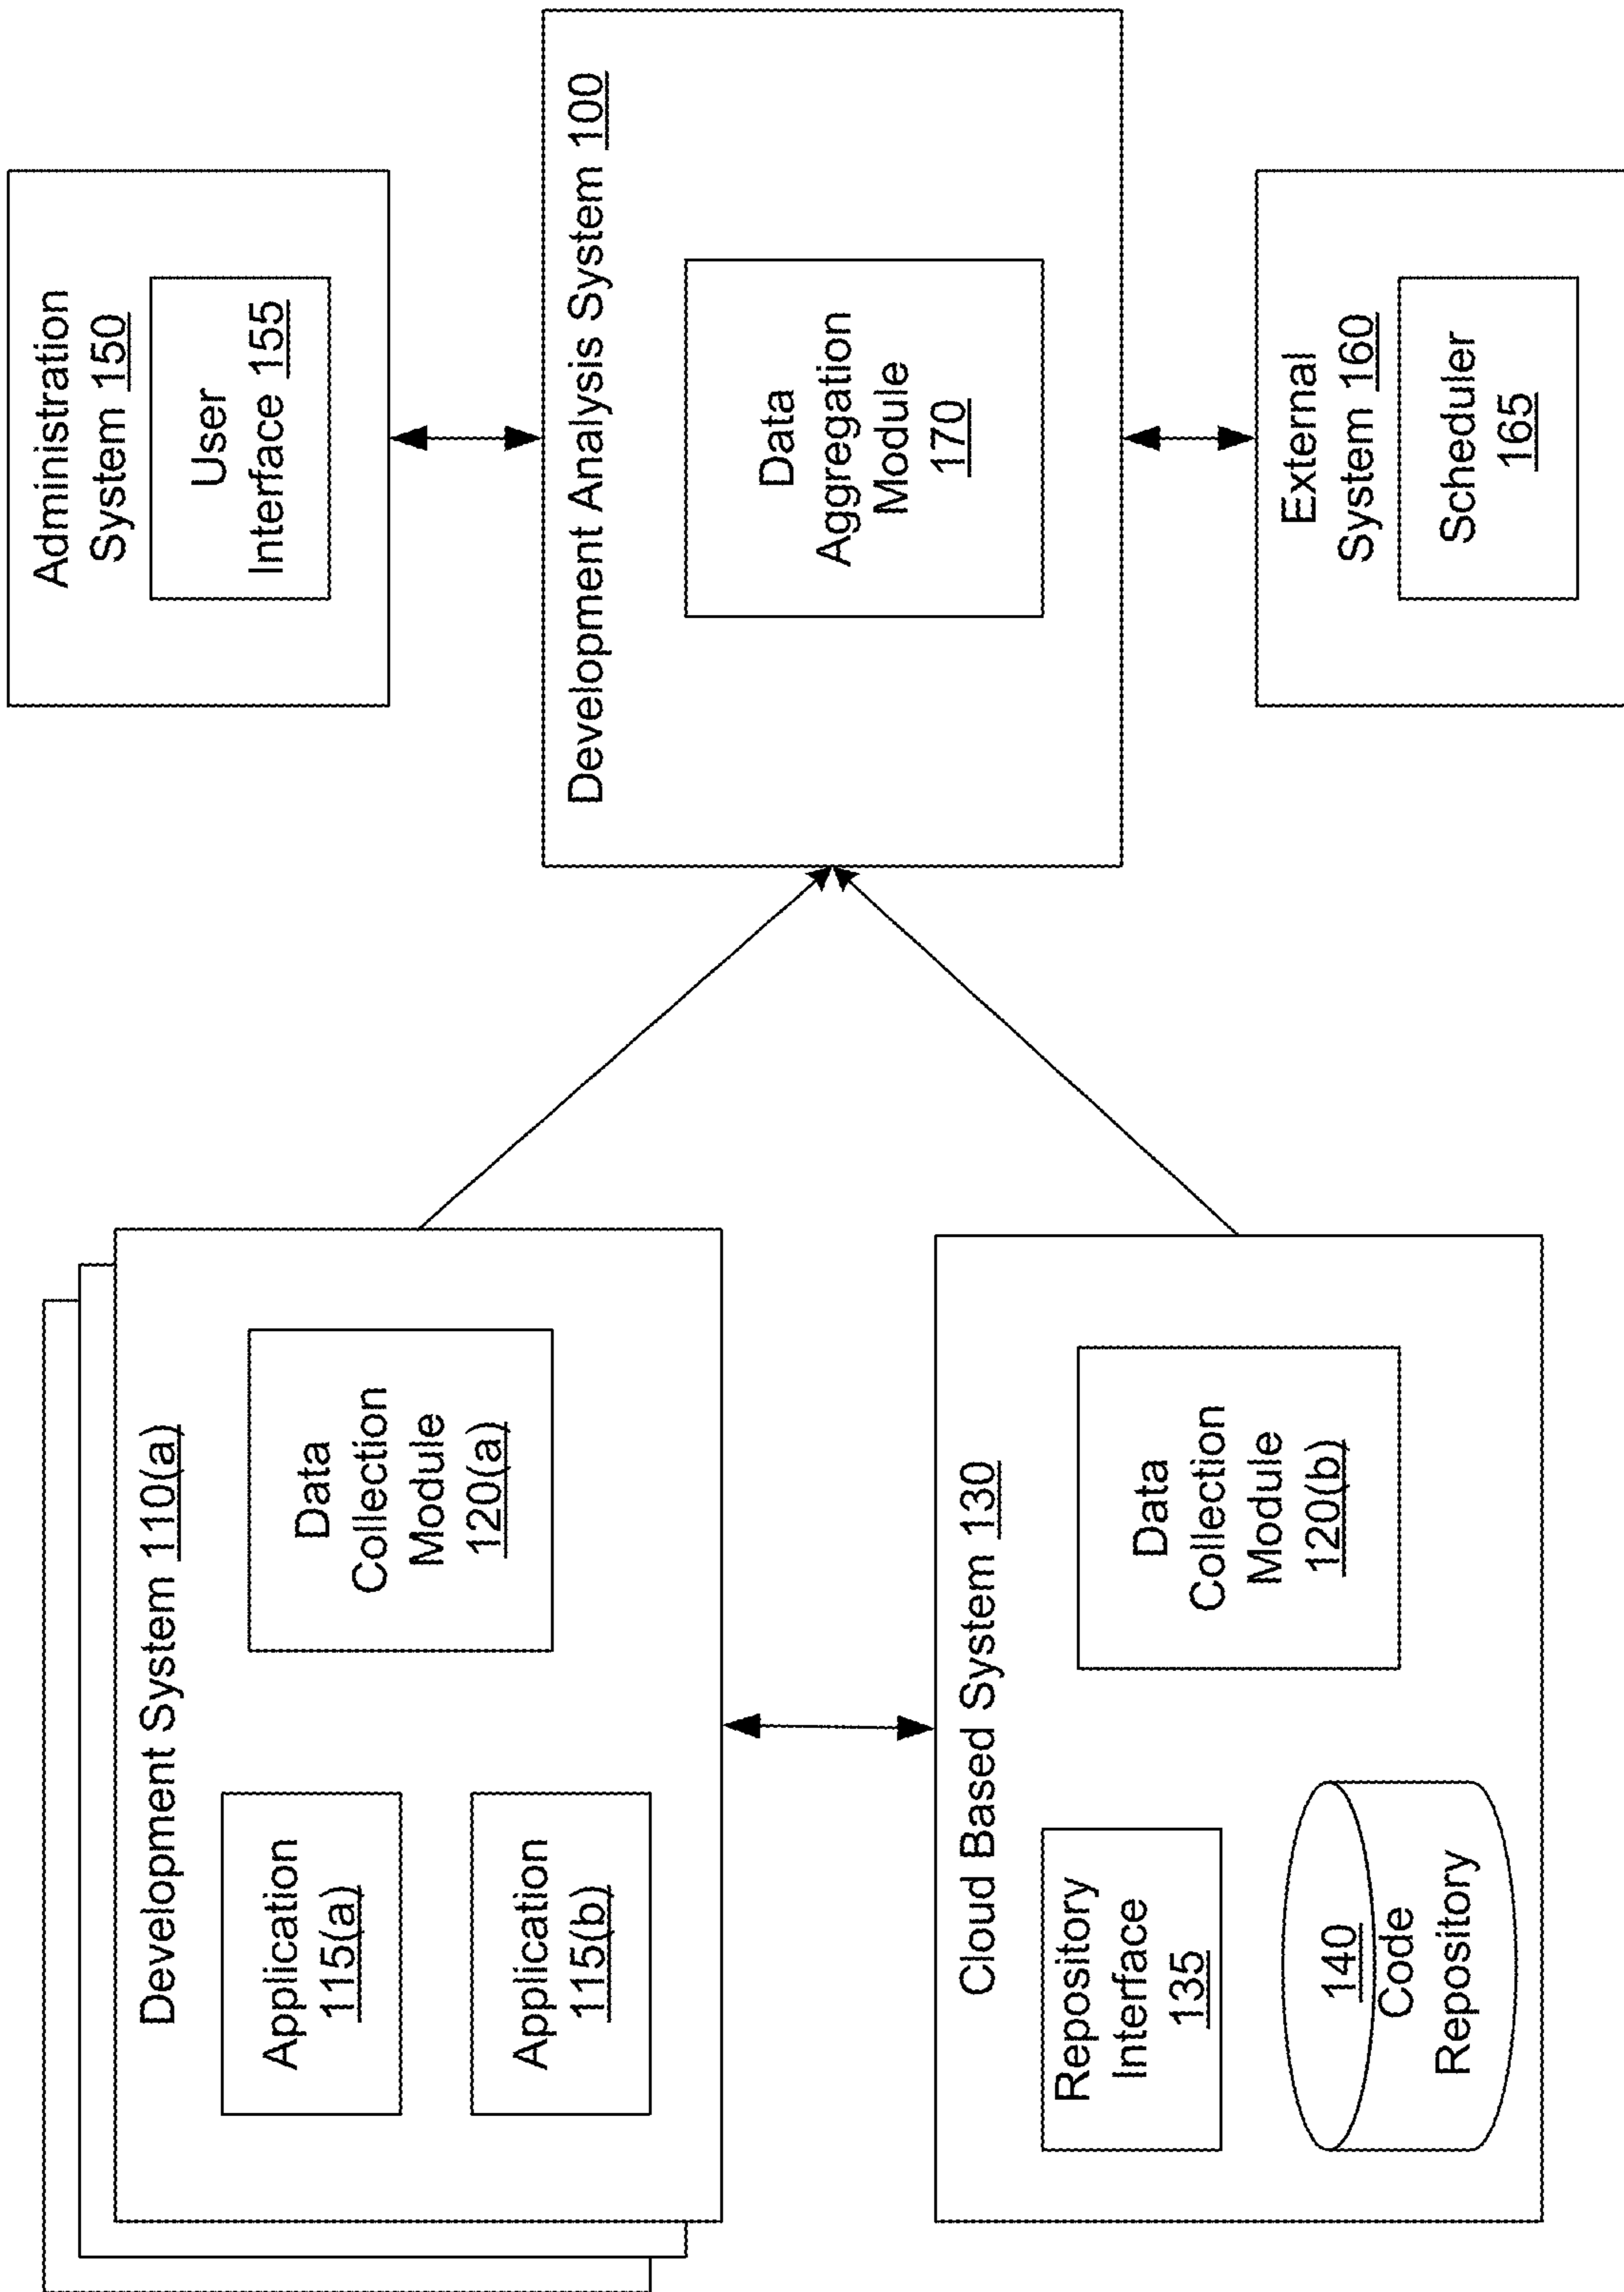 Development System 110(a)
Application
115(a)
Application
115(b)
Data
Collection
Module
120(a)
Cloud Based System 130
Repository
Interface
135
140
Code
Repository
Data
Collection
Module
120(b)
Administration
System 150
User
Interface 155
Development Analysis System 100
Data
Aggregation
Module
170
External
System 160
Scheduler
165